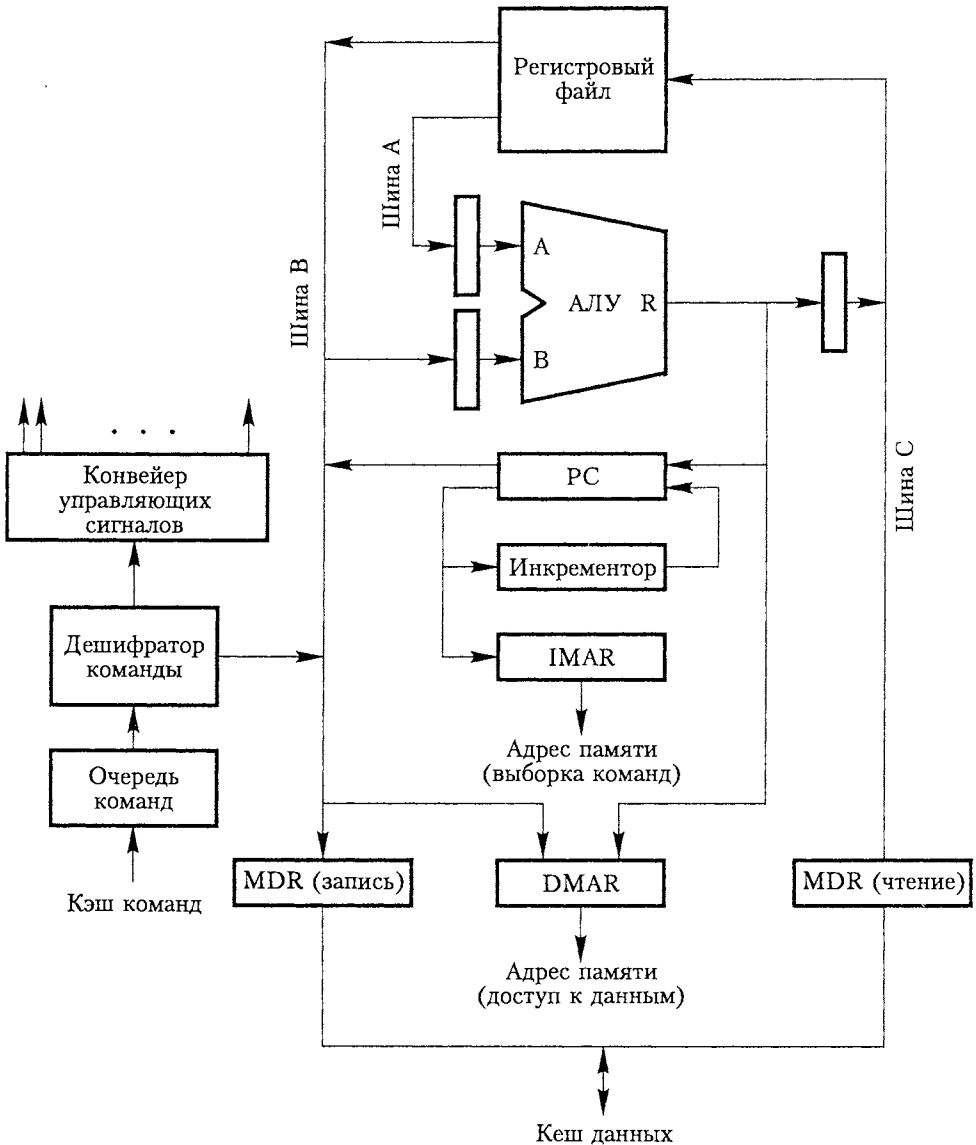 Регистровый
файл
Шина A
Шина B
A
АЛУ R
B
Шина C
. . .
Конвейер
управляющих
сигналов
PC
Инкрементор
Дешифратор
команды
IMAR
Адрес памяти
(выборка команд)
Очередь
команд
Кэш команд
MDR (запись)
DMAR
MDR (чтение)
Адрес памяти
(доступ к данным)
Кеш данных